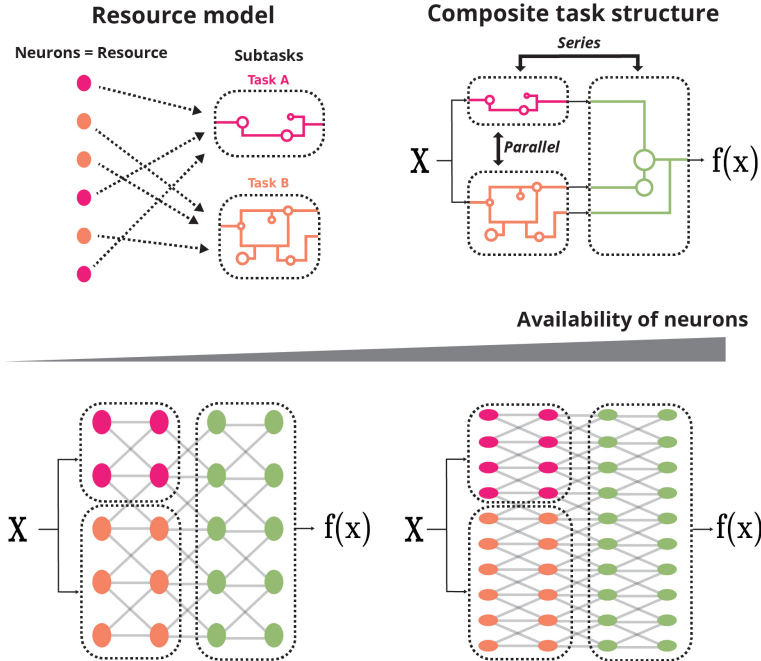 Resource model
Neurons = Resource
Subtasks
Task A
Task B
Composite task structure
Series
X
Parallel
f(x)
Availability of neurons
X
f(x)
X
f(x)